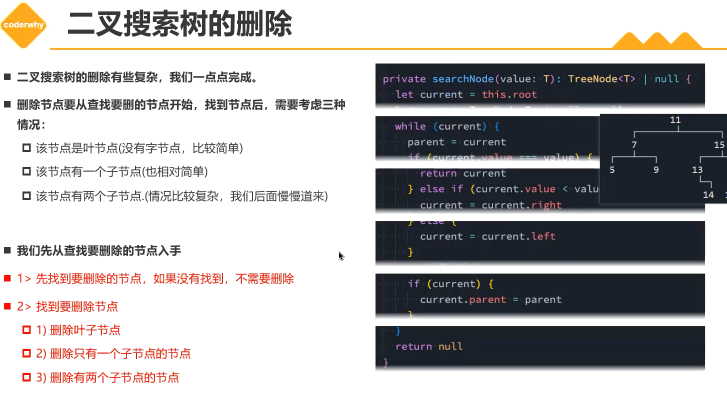 coderwhy
二叉搜索树的删除
二叉搜索树的删除有些复杂，我们一点点完成。
删除节点要从查找要删的节点开始，找到节点后，需要考虑三种
情况：
该节点是叶节点(没有字节点，比较简单)
该节点有一个子节点(也相对简单)
该节点有两个子节点.(情况比较复杂，我们后面慢慢道来)
我们先从查找要删除的节点入手
1> 先找到要删除的节点，如果没有找到，不需要删除
2> 找到要删除节点
1) 删除叶子节点
2) 删除只有一个子节点的节点
3) 删除有两个子节点的节点
private searchNode(value: T): TreeNode<T> | null {
let current = this.root
while (current) {
parent = current
if (current.value === value) {
return current
} else if (current.value < valu
current = current.right
} else {
current = current.left
}
if (current) {
current.parent = parent
}
}
return null
}
11
7 15
5 9 13
14